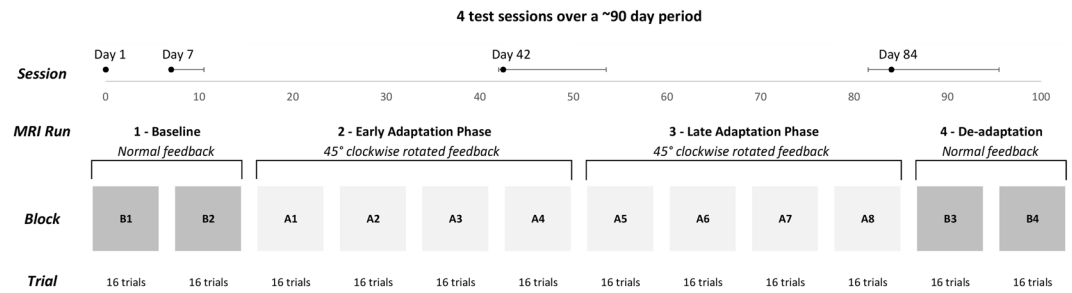 4 test sessions over a ~90 day period
Day 1 Day 7 Day 42 Day 84
Session
0 10 20 30 40 50 60 70 80 90 100
MRI Run 1 - Baseline 2 - Early Adaptation Phase 3 - Late Adaptation Phase 4 - De-adaptation
Normal feedback 45° clockwise rotated feedback 45° clockwise rotated feedback Normal feedback
Block B1 B2 A1 A2 A3 A4 A5 A6 A7 A8 B3 B4
Trial 16 trials 16 trials 16 trials 16 trials 16 trials 16 trials 16 trials 16 trials 16 trials 16 trials 16 trials 16 trials